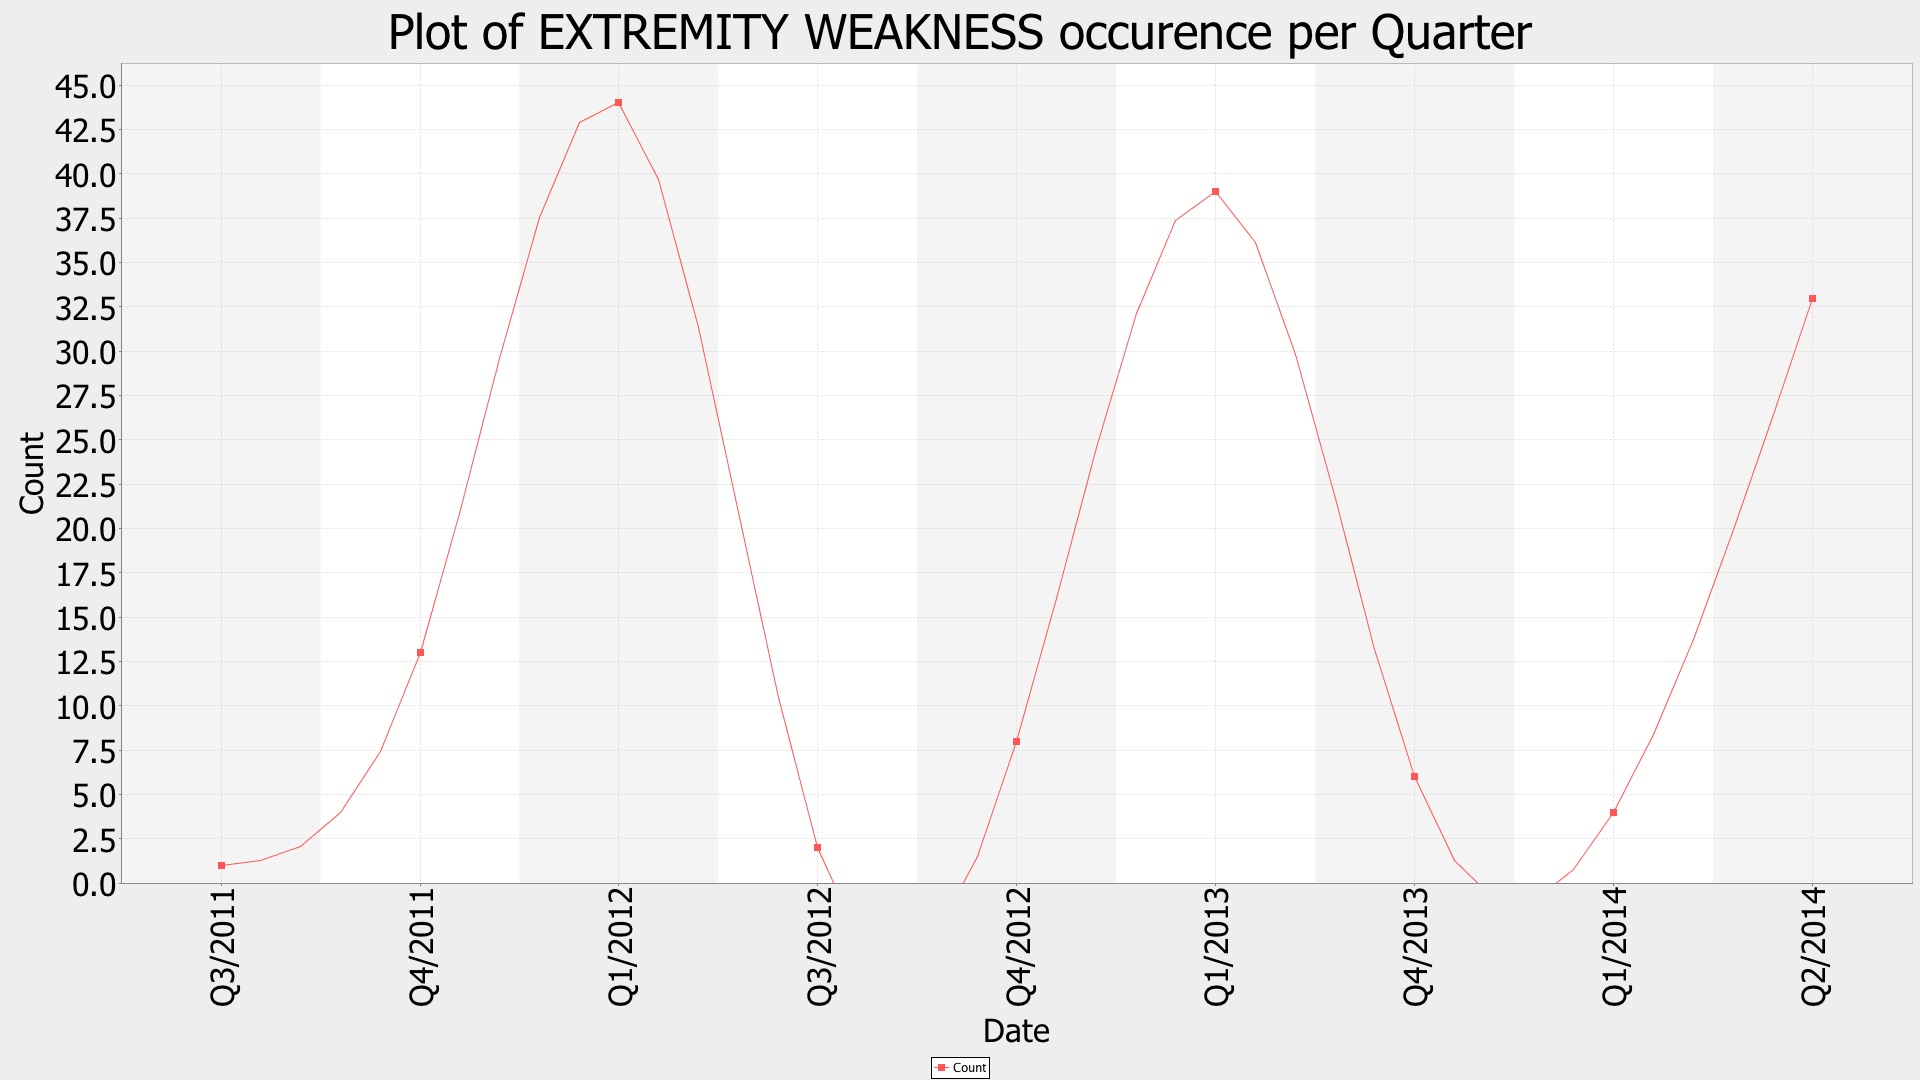 Plot of EXTREMITY WEAKNESS occurence per Quarter
45.0
42.5
40.0
37.5
35.0
32.5
30.0
27.5
25.0
22.5
20.0
17.5
15.0
12.5
10.0
7.5
5.0
2.5
0.0
Count
Q3/2011
Q4/2011
Q1/2012
Q3/2012
Q4/2012
Q1/2013
Q4/2013
Q1/2014
Q2/2014
Date
Count